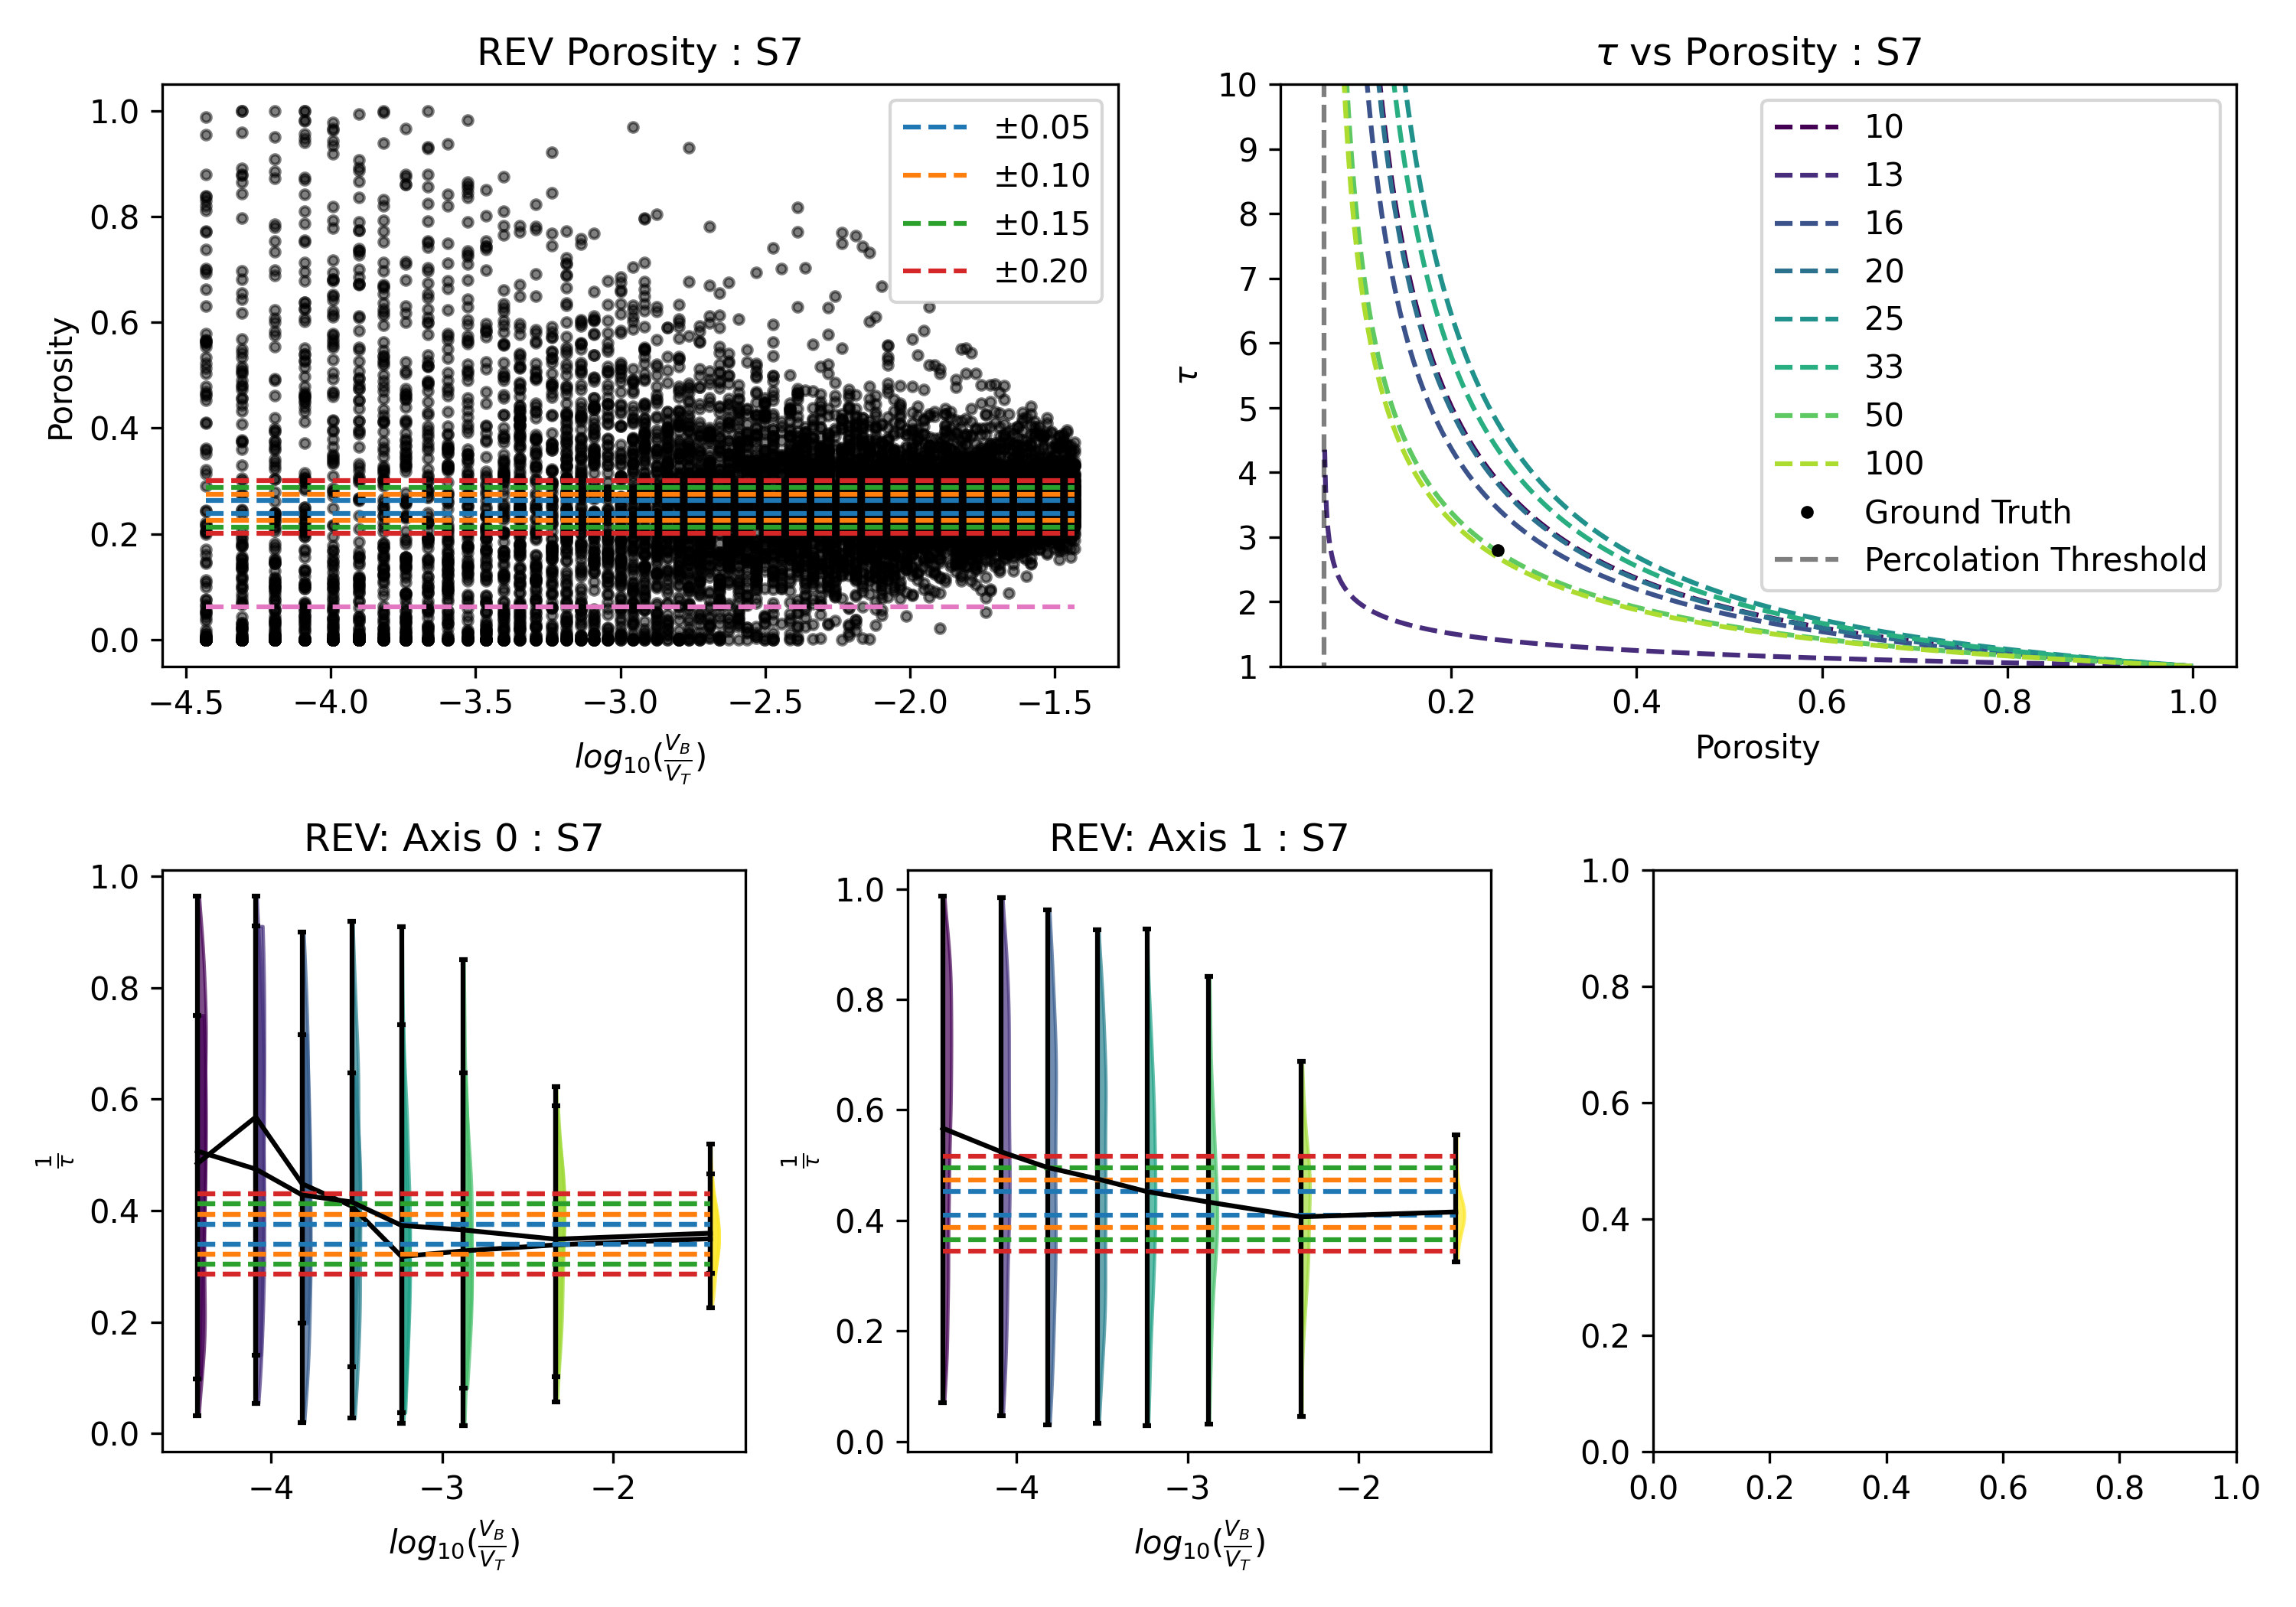 REV Porosity : S7
1.0
0.8
0.6
0.4
0.2
0.0
Porosity
±0.05
±0.10
±0.15
±0.20
−4.5 −4.0 −3.5 −3.0 −2.5 −2.0 −1.5
log₁₀(V_B/V_T)
τ vs Porosity : S7
10
9
8
7
6
5
4
3
2
1
τ
10
13
16
20
25
33
50
100
Ground Truth
Percolation Threshold
0.2 0.4 0.6 0.8 1.0
Porosity
REV: Axis 0 : S7
1.0
0.8
0.6
0.4
0.2
0.0
1/τ
−4 −3 −2
log₁₀(V_B/V_T)
REV: Axis 1 : S7
1.0
0.8
0.6
0.4
0.2
0.0
1/τ
−4 −3 −2
log₁₀(V_B/V_T)
1.0
0.8
0.6
0.4
0.2
0.0
0.0 0.2 0.4 0.6 0.8 1.0